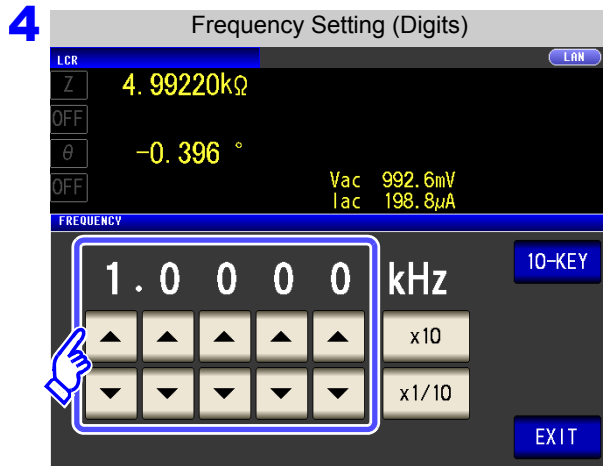 4
Frequency Setting (Digits)
LCR
LAN
Z 4.99220kΩ
OFF
θ -0.396 °
OFF
Vac 992.6mV
Iac 198.8μA
FREQUENCY
1.0000 kHz
10-KEY
x10
x1/10
EXIT